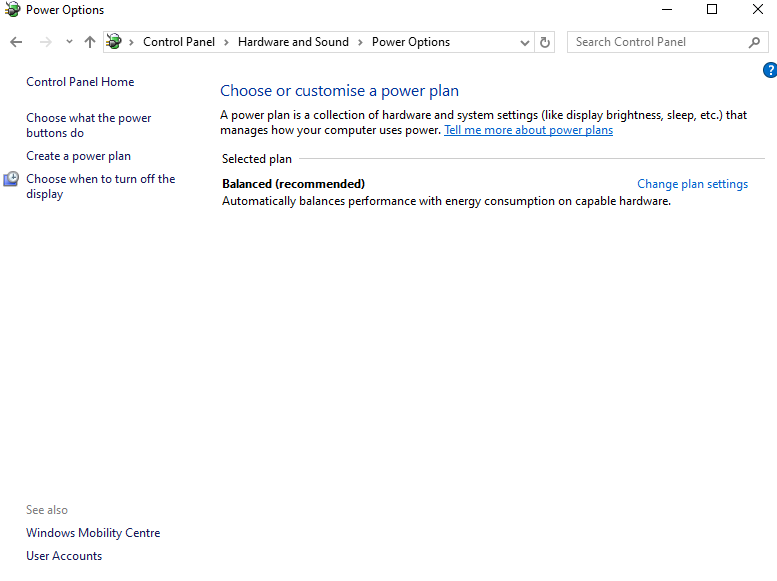 Power Options
Control Panel > Hardware and Sound > Power Options
Search Control Panel
?
Control Panel Home
Choose what the power
buttons do
Create a power plan
Choose when to turn off the
display
Choose or customise a power plan
A power plan is a collection of hardware and system settings (like display brightness, sleep, etc.) that
manages how your computer uses power. Tell me more about power plans
Selected plan
Balanced (recommended)
Change plan settings
Automatically balances performance with energy consumption on capable hardware.
See also
Windows Mobility Centre
User Accounts